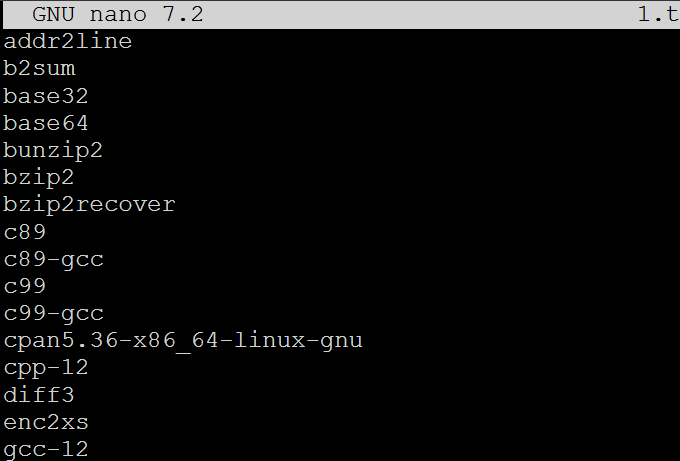 GNU nano 7.2 1.t
addr2line
b2sum
base32
base64
bunzip2
bzip2
bzip2recover
c89
c89-gcc
c99
c99-gcc
cpan5.36-x86_64-linux-gnu
cpp-12
diff3
enc2xs
gcc-12